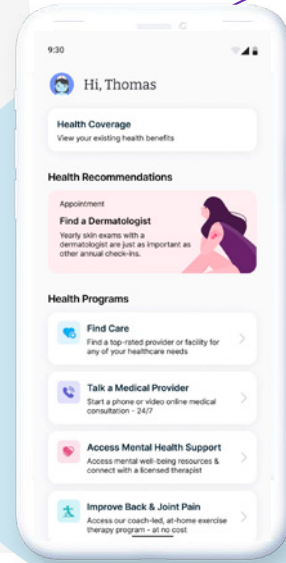 9:30
Hi, Thomas
Health Coverage
View your existing health benefits
Health Recommendations
Appointment
Find a Dermatologist
Yearly skin exams with a
dermatologist are just as important as
other annual check-ins.
Health Programs
Find Care
Find a top-rated provider or facility for
any of your healthcare needs
Talk a Medical Provider
Start a phone or video online medical
consultation - 24/7
Access Mental Health Support
Access mental well-being resources &
connect with a licensed therapist
Improve Back & Joint Pain
Access our coach-led, at-home exercise
therapy program - at no cost